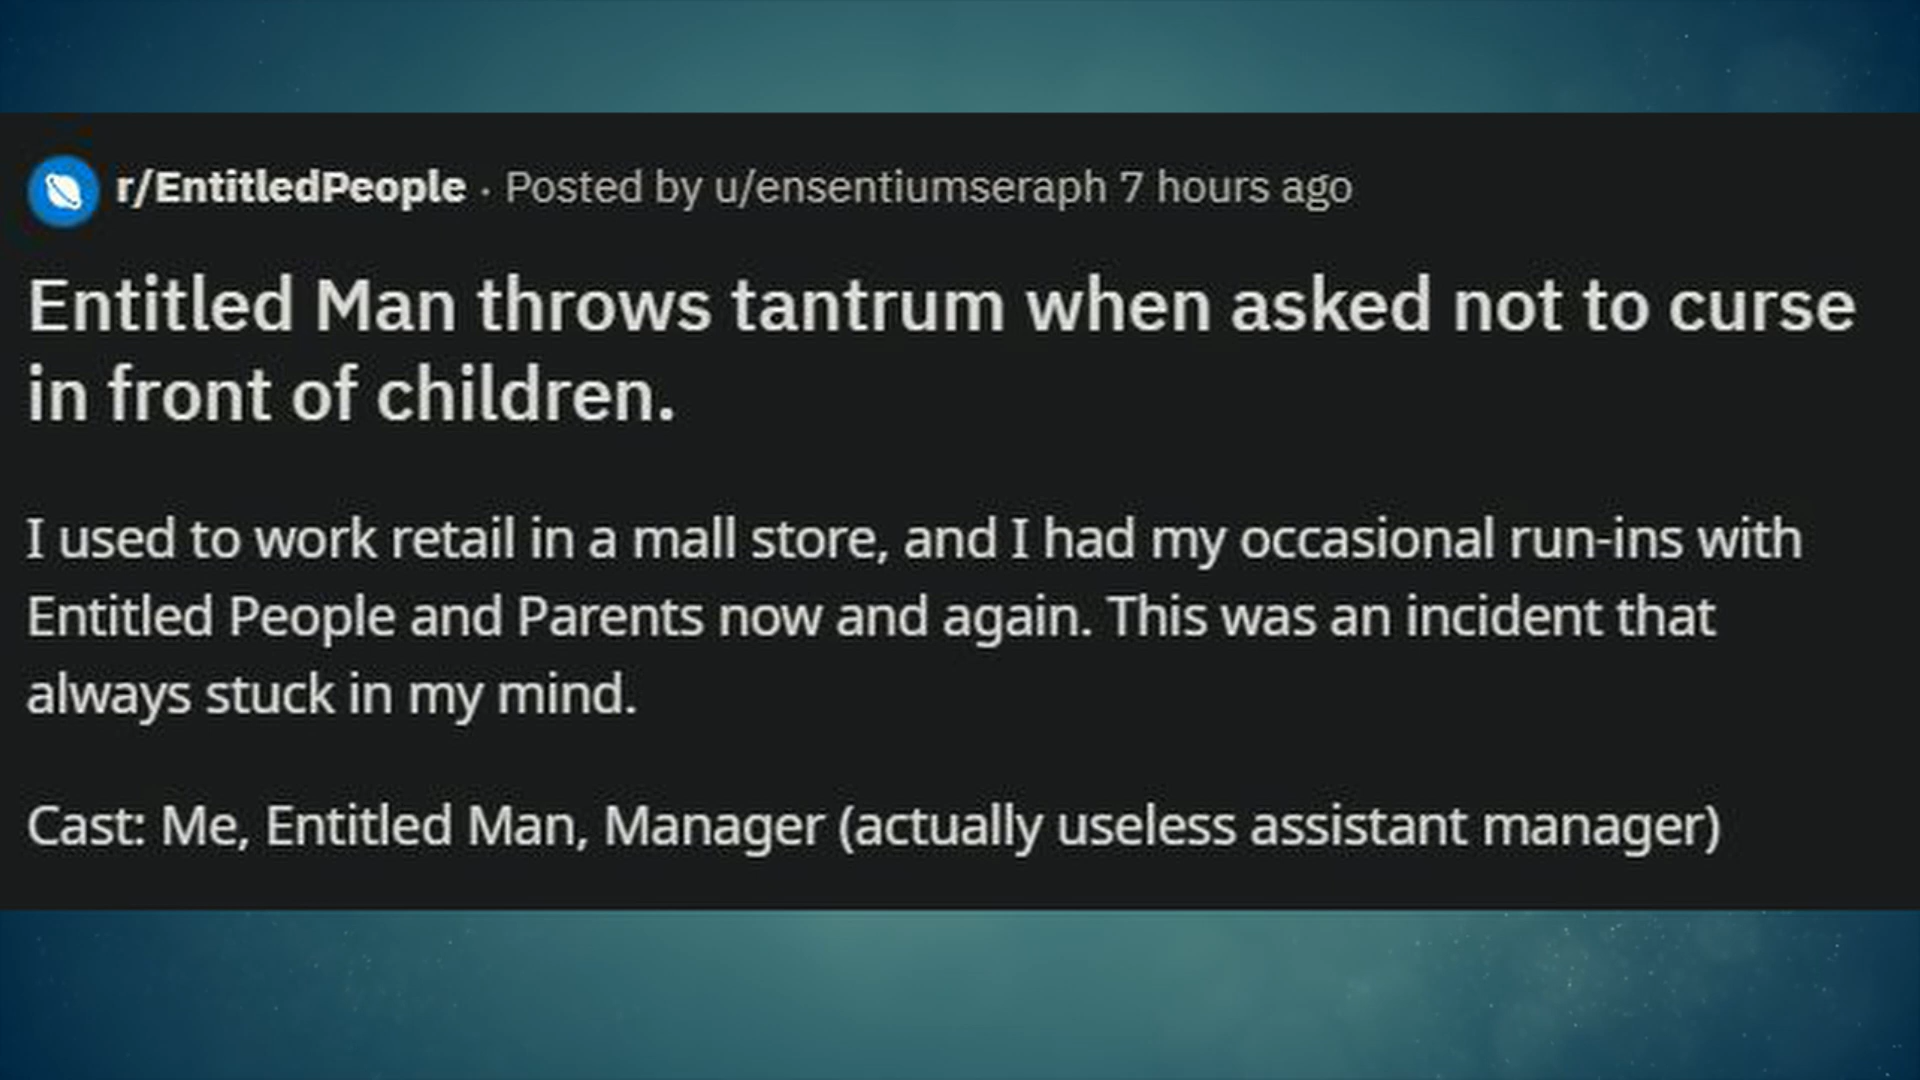 r/EntitledPeople · Posted by u/ensentiumseraph 7 hours ago
Entitled Man throws tantrum when asked not to curse
in front of children.
I used to work retail in a mall store, and I had my occasional run-ins with
Entitled People and Parents now and again. This was an incident that
always stuck in my mind.
Cast: Me, Entitled Man, Manager (actually useless assistant manager)